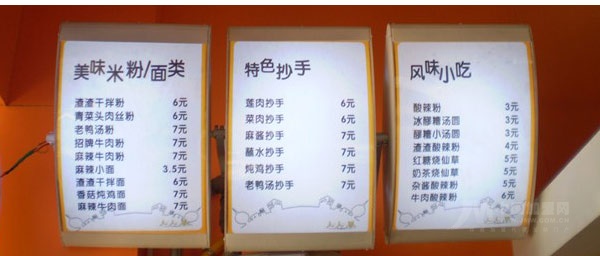 美味米粉/面类
渣渣干拌粉 6元
青菜头肉丝粉 6元
老鸭汤粉 7元
招牌牛肉粉 7元
麻辣牛肉粉 7元
麻辣小面 3.5元
渣渣干拌面 6元
香菇炖鸡面 7元
麻辣牛肉面 7元
特色抄手
莲肉抄手 6元
菜肉抄手 6元
麻酱抄手 7元
蘸水抄手 7元
炖鸡抄手 7元
老鸭汤抄手 7元
风味小吃
酸辣粉 3元
冰醪糟汤圆 3元
醪糟小汤圆 3元
渣渣酸辣粉 4元
红糖烧仙草 5元
奶茶烧仙草 5元
杂酱酸辣粉 5元
牛肉酸辣粉 6元